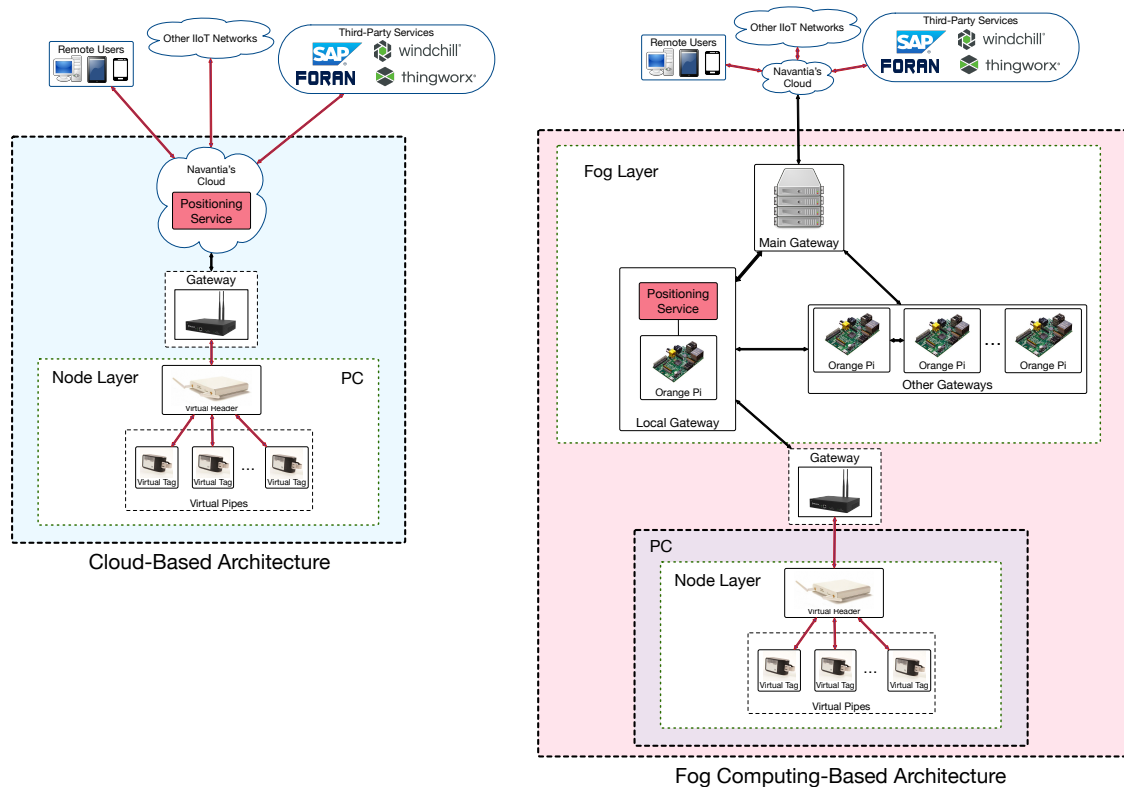 Remote Users
Other IIoT Networks
Third-Party Services
SAP
windchill
FORAN
thingworx
Navantia's
Cloud
Positioning
Service
Gateway
Node Layer
PC
Virtual Reader
Virtual Tag
Virtual Tag
...
Virtual Tag
Virtual Pipes
Cloud-Based Architecture
Other IIoT Networks
Remote Users
Third-Party Services
SAP
windchill
FORAN
thingworx
Navantia's
Cloud
Fog Layer
Main Gateway
Positioning
Service
Orange Pi
Local Gateway
Orange Pi
Orange Pi
...
Orange Pi
Other Gateways
Gateway
PC
Node Layer
Virtual Reader
Virtual Tag
Virtual Tag
...
Virtual Tag
Virtual Pipes
Fog Computing-Based Architecture